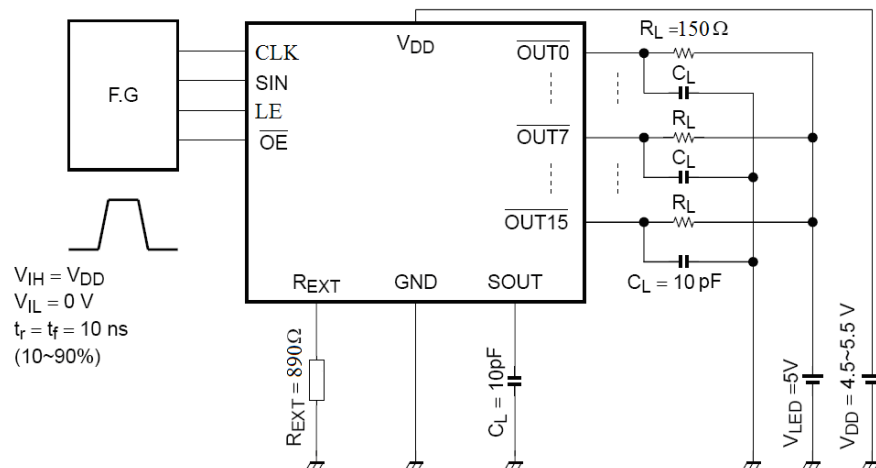 F.G
CLK
SIN
LE
OE
VDD
OUT0
OUT7
OUT15
REXT
GND
SOUT
RL = 150Ω
CL
RL
CL
RL
CL = 10 pF
VIH = VDD
VIL = 0 V
tr = tf = 10 ns
(10~90%)
REXT = 890Ω
CL = 10pF
VLED =5V
VDD = 4.5~5.5 V